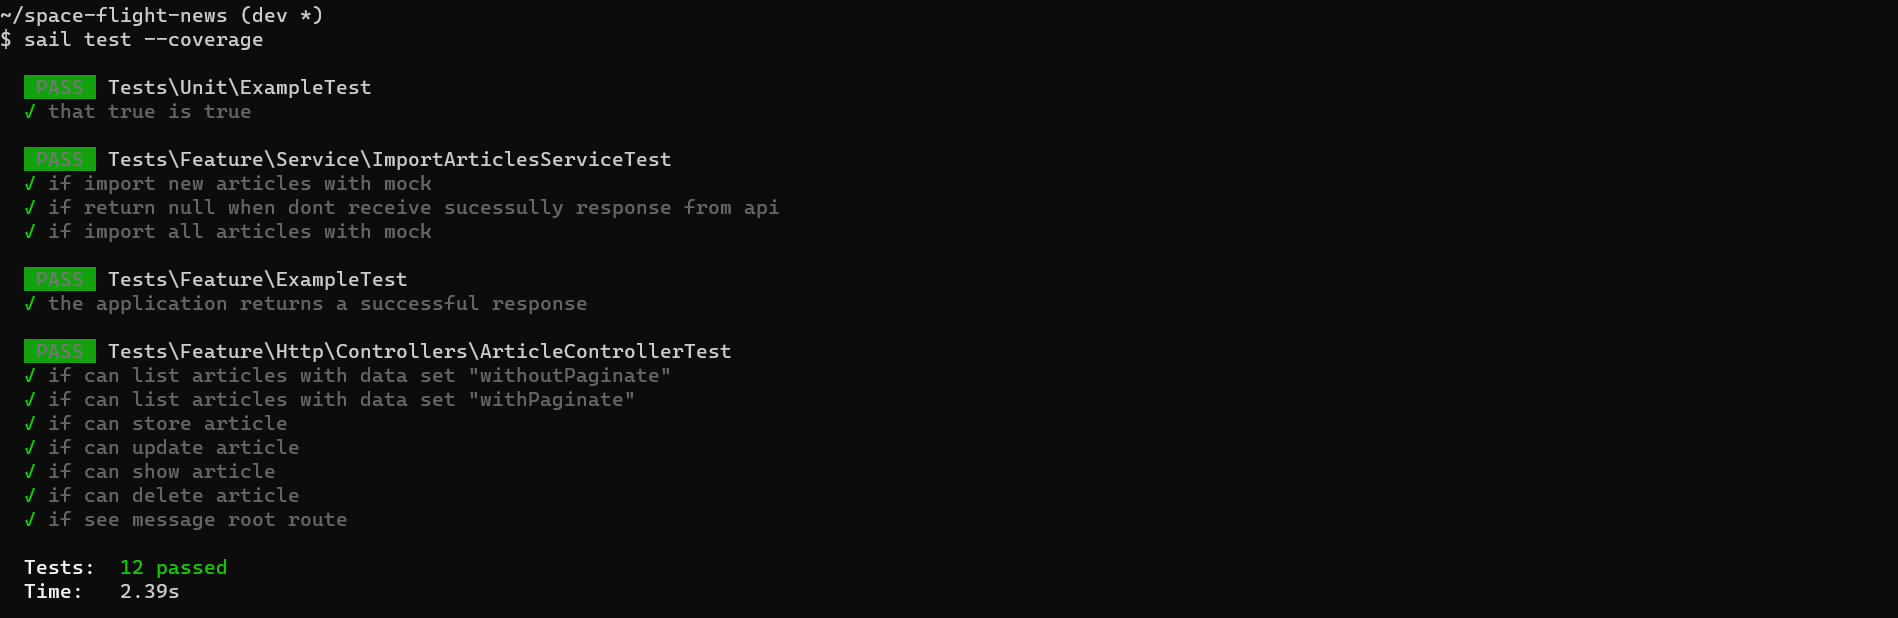 ~/space-flight-news (dev *)
$ sail test --coverage
PASS Tests\Unit\ExampleTest
✓ that true is true
PASS Tests\Feature\Service\ImportArticlesServiceTest
✓ if import new articles with mock
✓ if return null when dont receive sucessully response from api
✓ if import all articles with mock
PASS Tests\Feature\ExampleTest
✓ the application returns a successful response
PASS Tests\Feature\Http\Controllers\ArticleControllerTest
✓ if can list articles with data set "withoutPaginate"
✓ if can list articles with data set "withPaginate"
✓ if can store article
✓ if can update article
✓ if can show article
✓ if can delete article
✓ if see message root route
Tests: 12 passed
Time: 2.39s